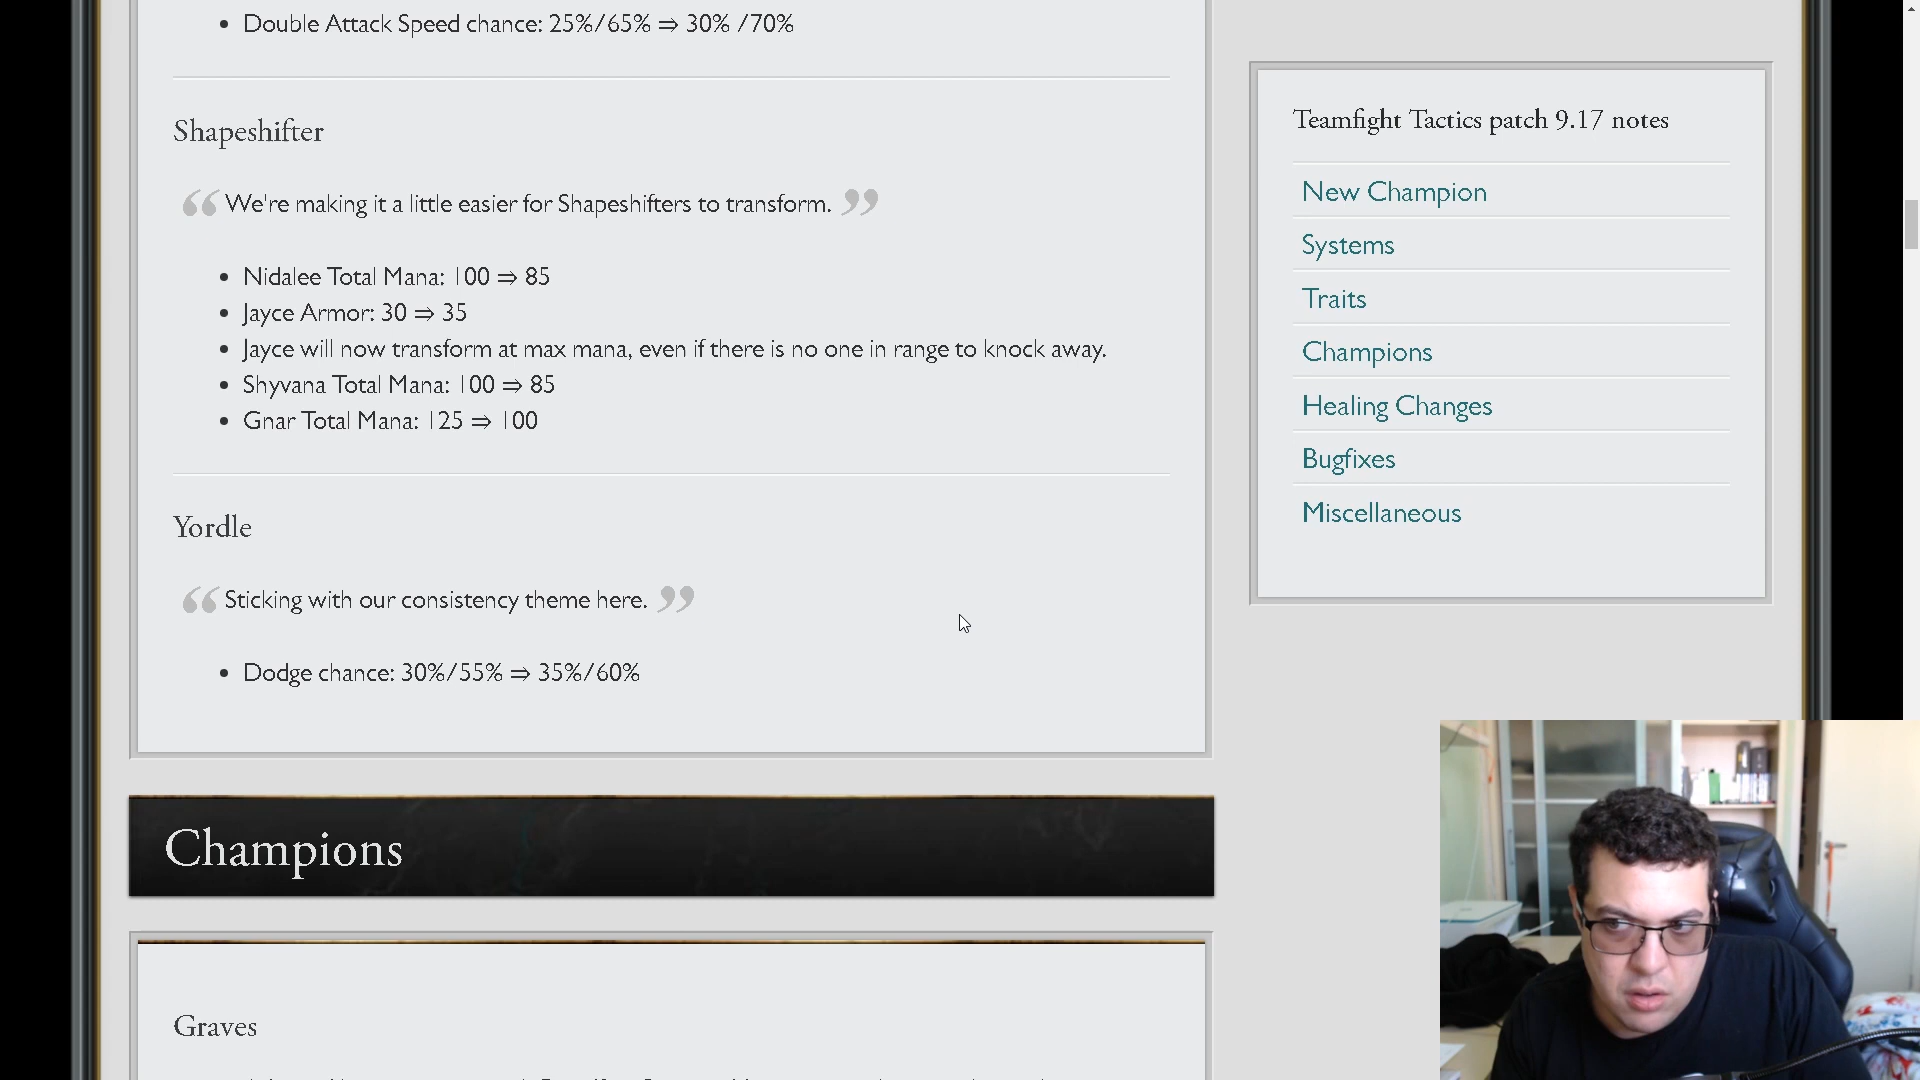 Double Attack Speed chance: 25%/65% ⇒ 30% /70%
Shapeshifter
“ We're making it a little easier for Shapeshifters to transform. ”
Nidalee Total Mana: 100 ⇒ 85
Jayce Armor: 30 ⇒ 35
Jayce will now transform at max mana, even if there is no one in range to knock away.
Shyvana Total Mana: 100 ⇒ 85
Gnar Total Mana: 125 ⇒ 100
Yordle
“ Sticking with our consistency theme here. ”
Dodge chance: 30%/55% ⇒ 35%/60%
Champions
Graves
Teamfight Tactics patch 9.17 notes
New Champion
Systems
Traits
Champions
Healing Changes
Bugfixes
Miscellaneous